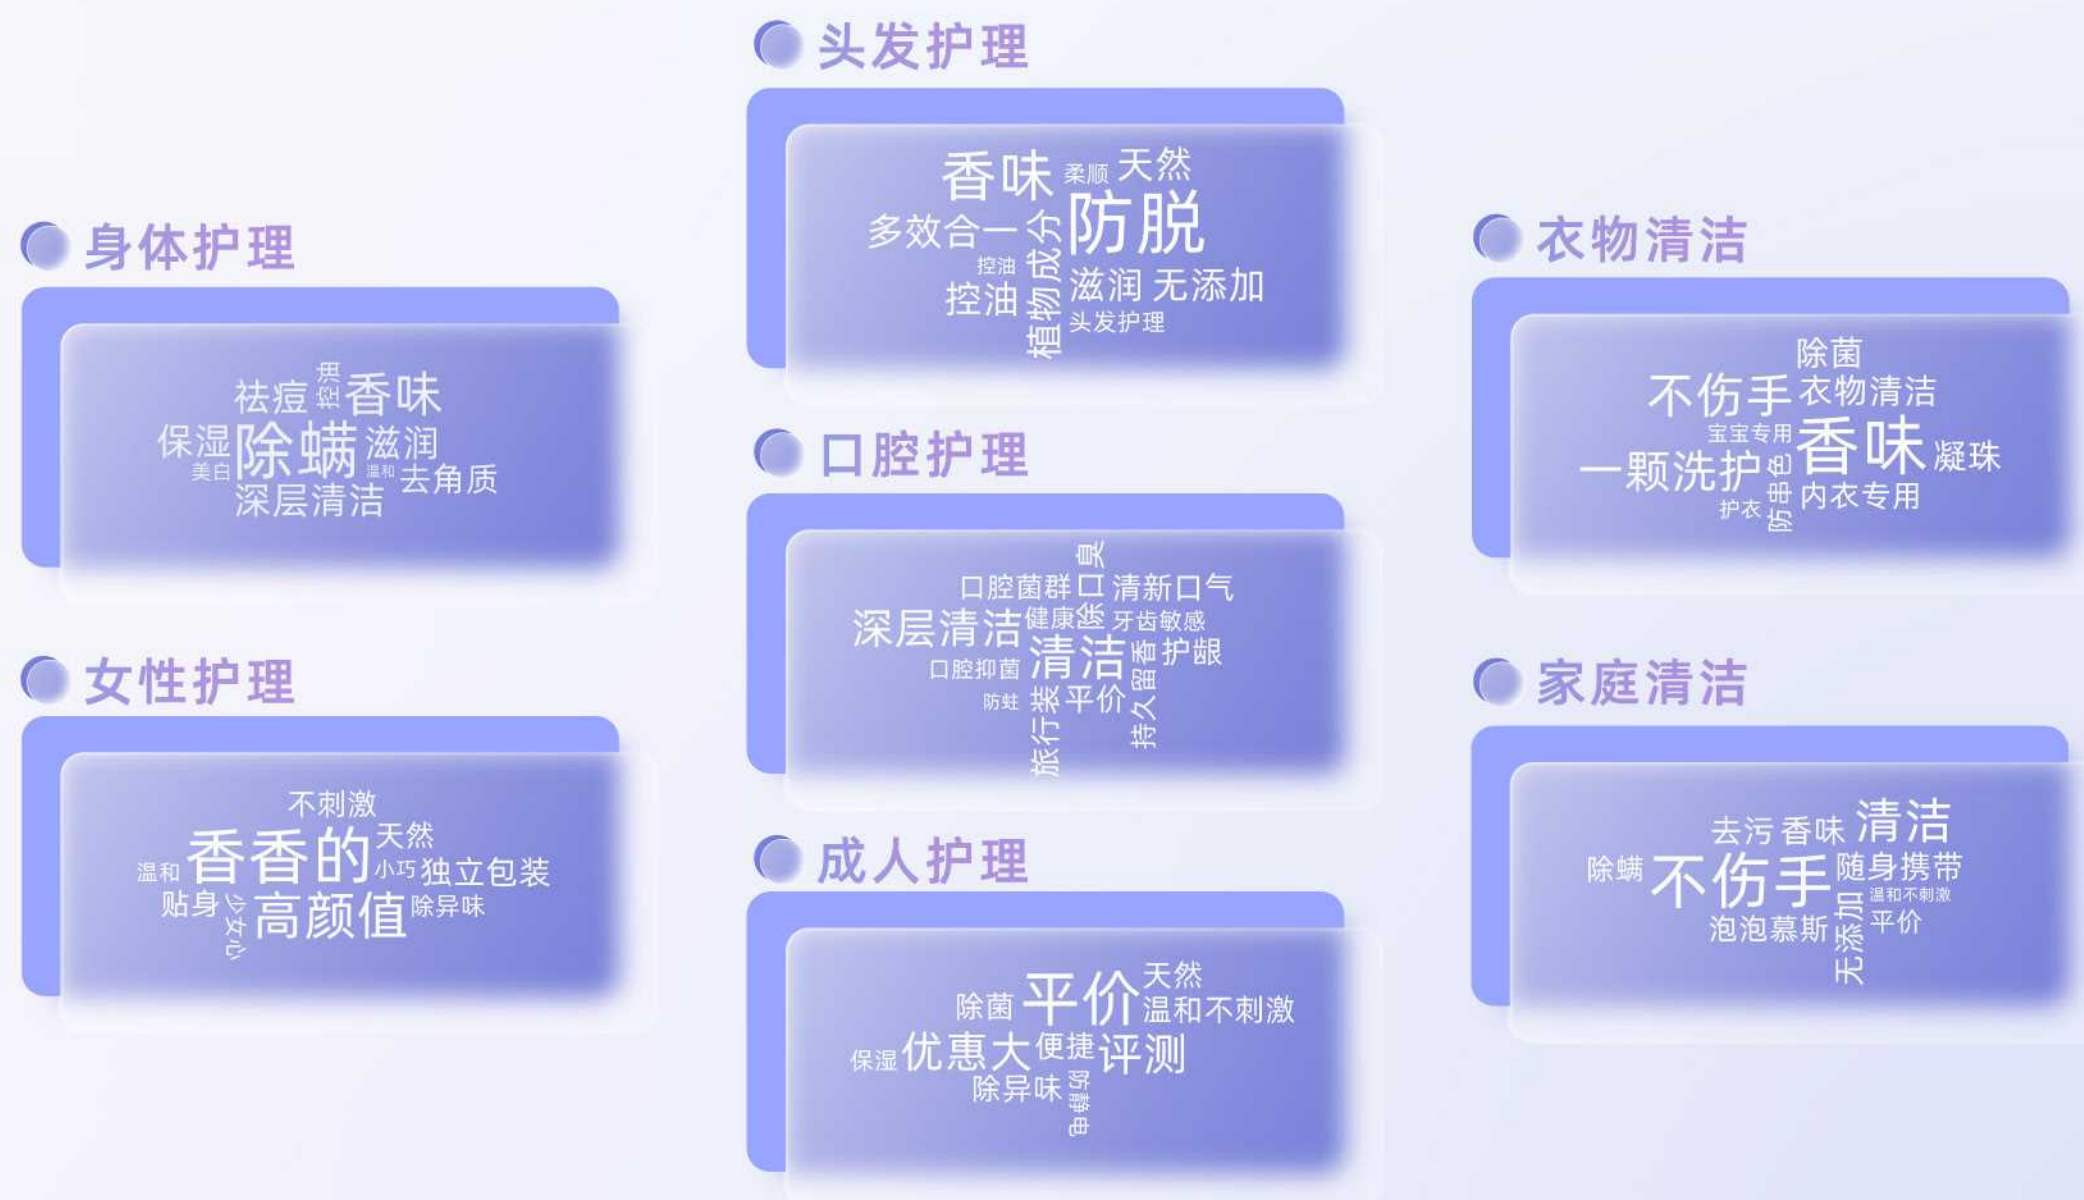 头发护理
香味 柔顺 天然
防脱
多效合一
植物成分
控油
控油
滋润 无添加
头发护理
身体护理
祛痘
控油
香味
保湿
除螨
滋润
美白
温和
去角质
深层清洁
衣物清洁
除菌
不伤手
衣物清洁
宝宝专用
香味
凝珠
一颗洗护
防串色
内衣专用
护衣
口腔护理
除口臭
口腔菌群
清新口气
深层清洁
健康
牙齿敏感
清洁
持久留香
护龈
口腔抑菌
防蛀
旅行装
平价
女性护理
不刺激
香香的
天然
温和
小巧
独立包装
贴身
少女心
高颜值
除异味
家庭清洁
去污 香味 清洁
除螨
不伤手
随身携带
无添加
温和不刺激
泡泡慕斯
平价
成人护理
天然
除菌
平价
温和不刺激
保湿
优惠大
便捷
评测
除异味
防静电